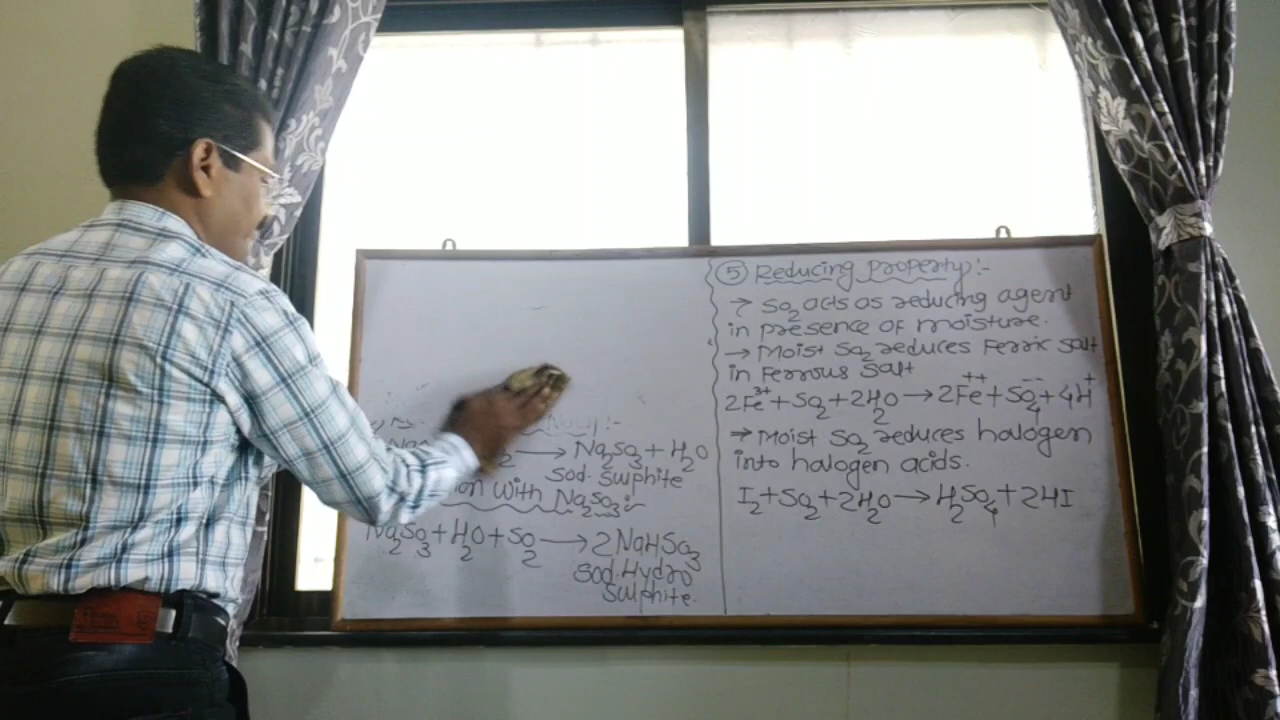 NaOH:-
→ Na₂SO₃ + H₂O
Sod. Sulphite
with Na₂SO₃:-
Na₂SO₃ + H₂O + SO₂ → 2NaHSO₃
Sod. Hydro
Sulphite.
⑤ Reducing property:-
→ SO₂ acts as reducing agent
in presence of moisture.
→ Moist SO₂ reduces Ferric salt
in Ferrous salt
2Fe³⁺ + SO₂ + 2H₂O → 2Fe⁺⁺ + SO₄⁻⁻ + 4H⁺
→ Moist SO₂ reduces halogen
into halogen acids.
I₂ + SO₂ + 2H₂O → H₂SO₄ + 2HI